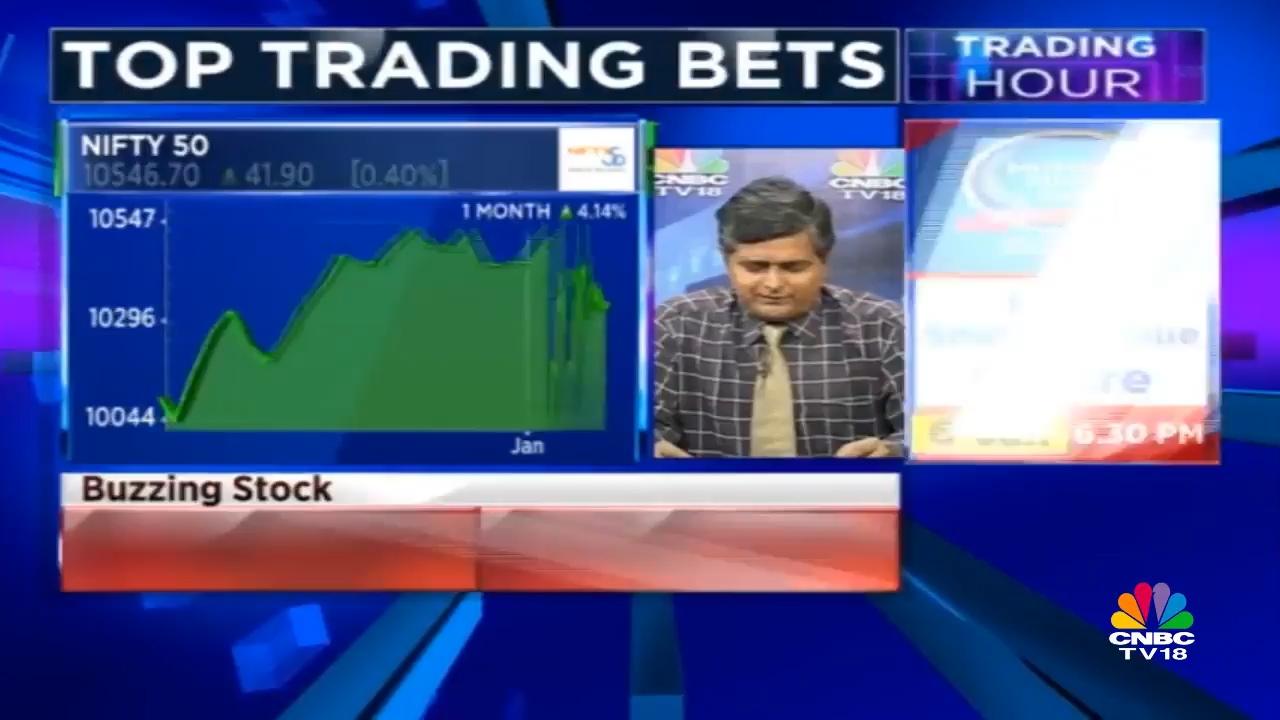 TOP TRADING BETS
TRADING
HOUR
NIFTY 50
10546.70 ▲ 41.90 [0.40%]
1 MONTH ▲ 4.14%
10547
10296
10044
Jan
CNBC
TV18
CNBC
TV18
6.30 PM
Buzzing Stock
CNBC
TV18